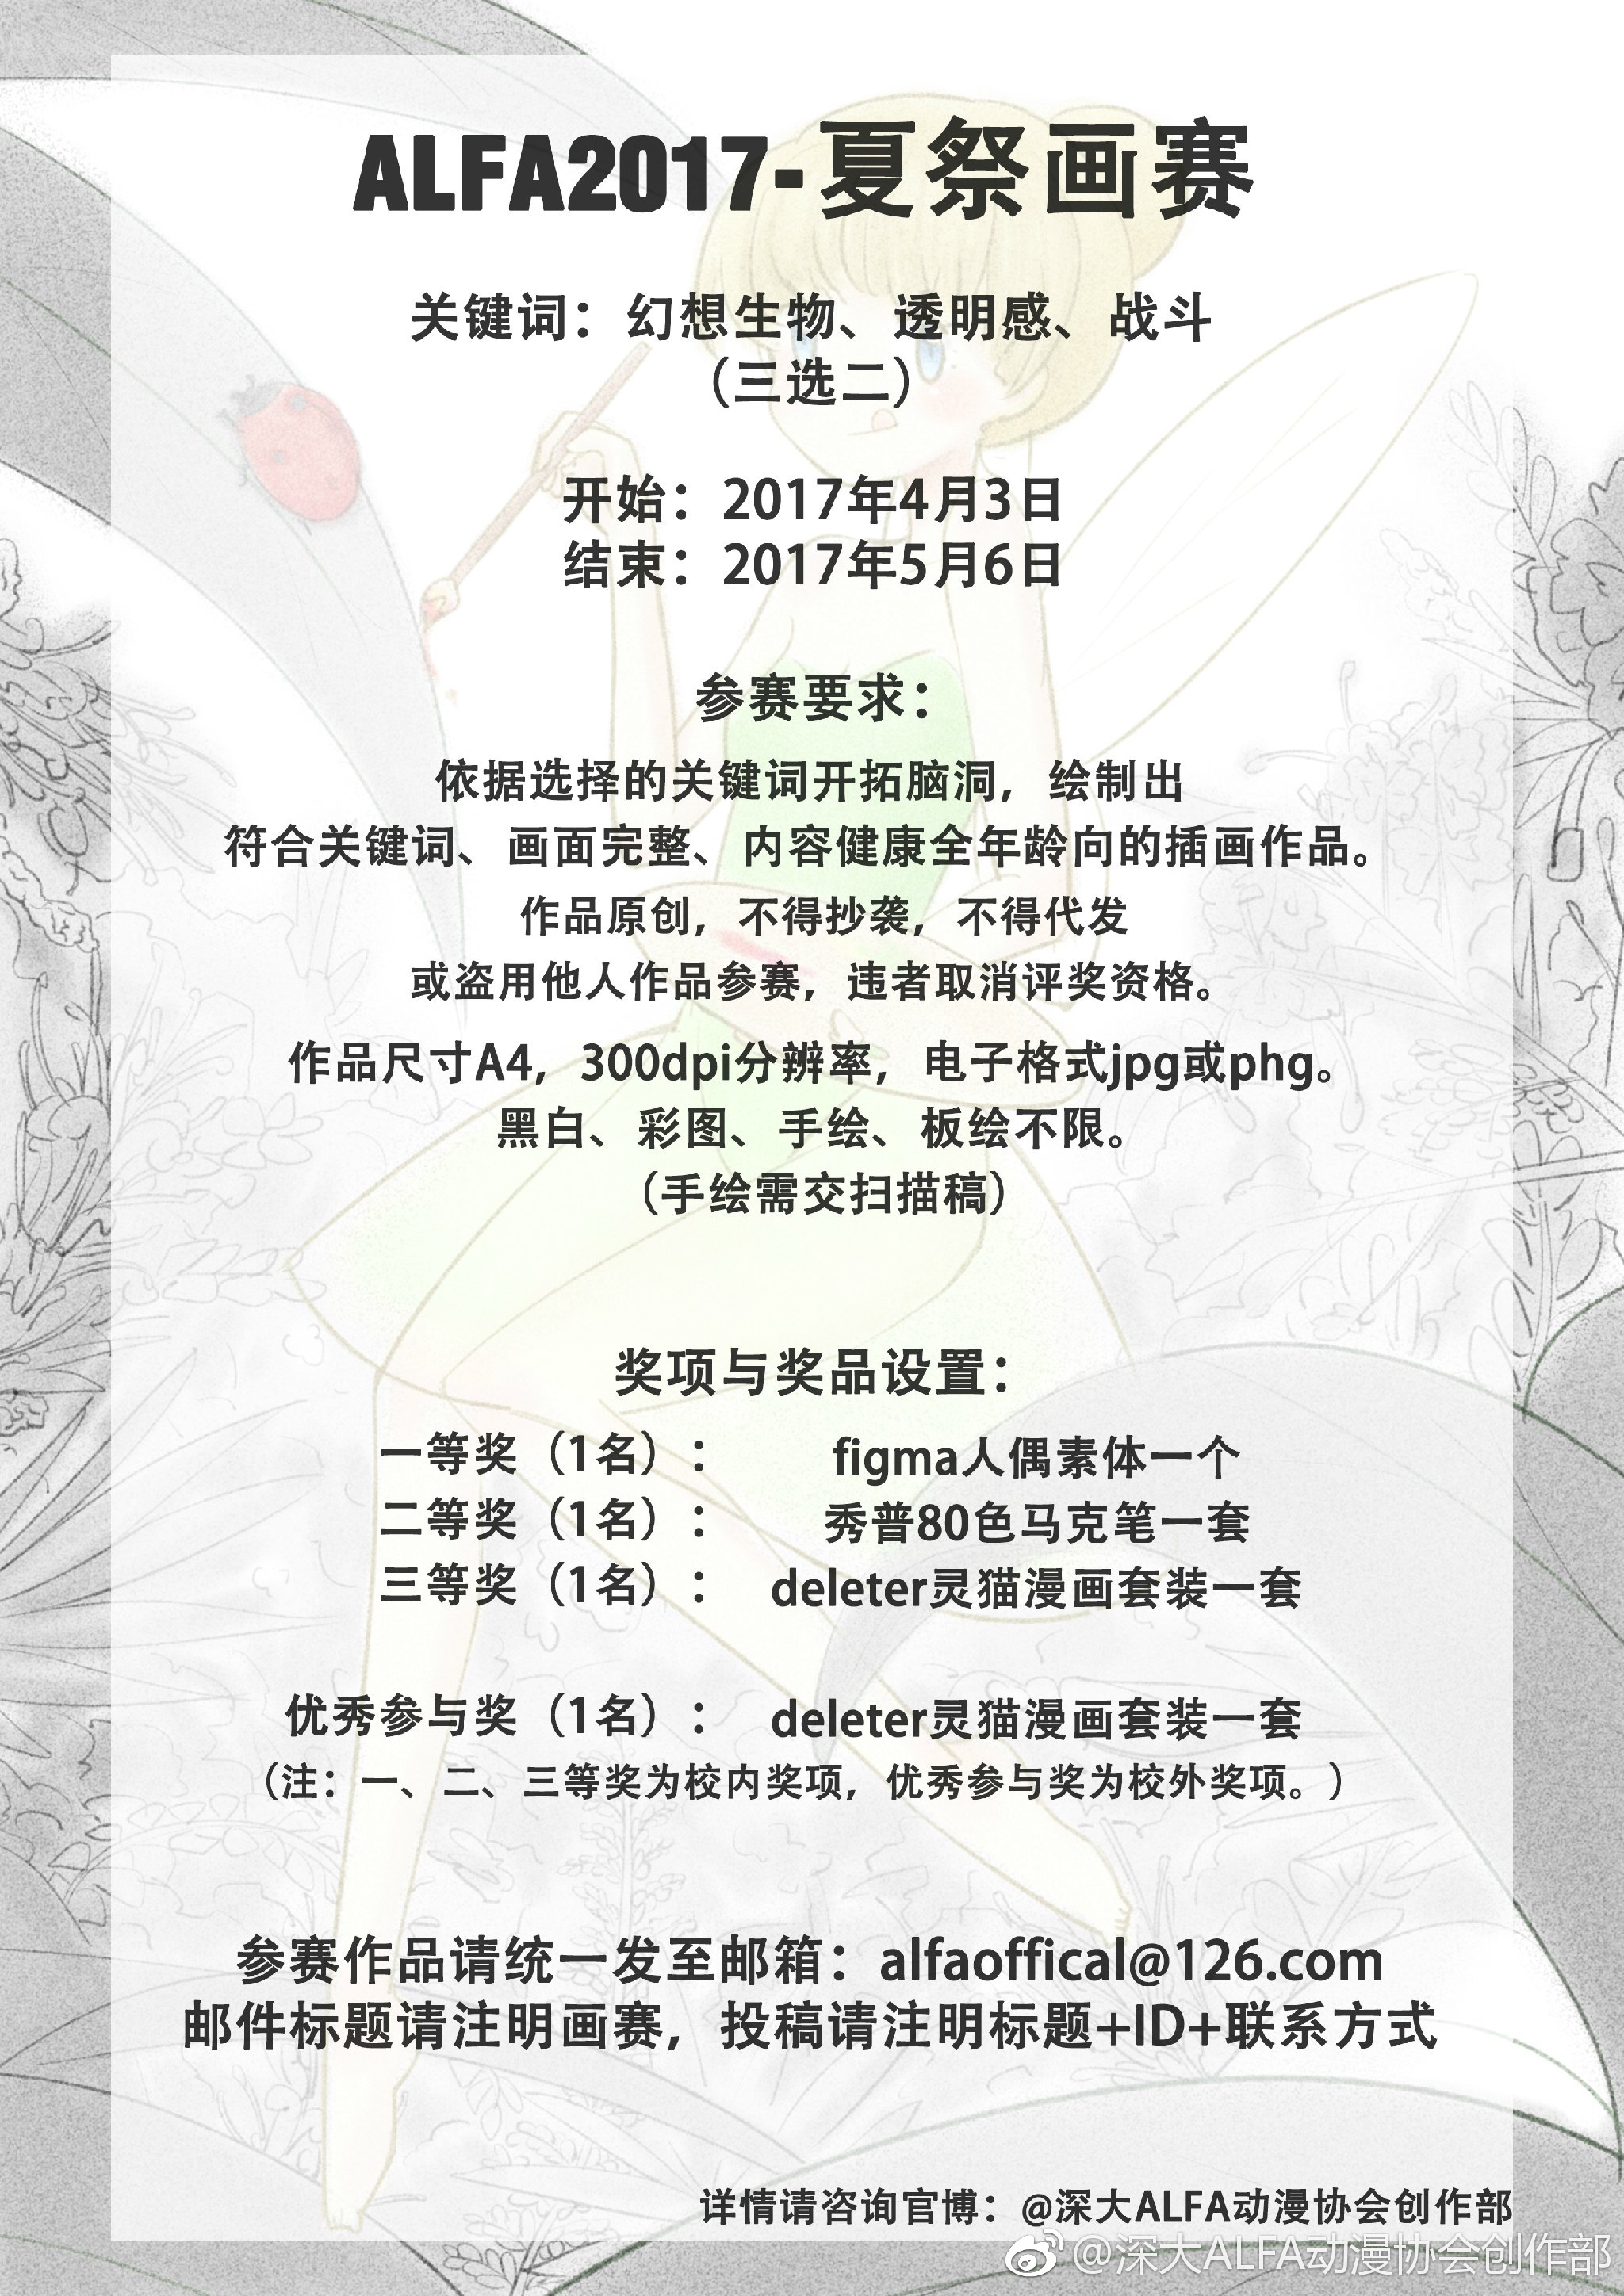 ALFA2017-夏祭画赛
关键词：幻想生物、透明感、战斗
（三选二）
开始：2017年4月3日
结束：2017年5月6日
参赛要求：
依据选择的关键词开拓脑洞，绘制出
符合关键词、画面完整、内容健康全年龄向的插画作品。
作品原创，不得抄袭，不得代发
或盗用他人作品参赛，违者取消评奖资格。
作品尺寸A4，300dpi分辨率，电子格式jpg或phg。
黑白、彩图、手绘、板绘不限。
（手绘需交扫描稿）
奖项与奖品设置：
一等奖（1名）： figma人偶素体一个
二等奖（1名）： 秀普80色马克笔一套
三等奖（1名）： deleter灵猫漫画套装一套
优秀参与奖（1名）： deleter灵猫漫画套装一套
（注：一、二、三等奖为校内奖项，优秀参与奖为校外奖项。）
参赛作品请统一发至邮箱：alfaoffical@126.com
邮件标题请注明画赛，投稿请注明标题+ID+联系方式
详情请咨询官博：@深大ALFA动漫协会创作部
@深大ALFA动漫协会创作部